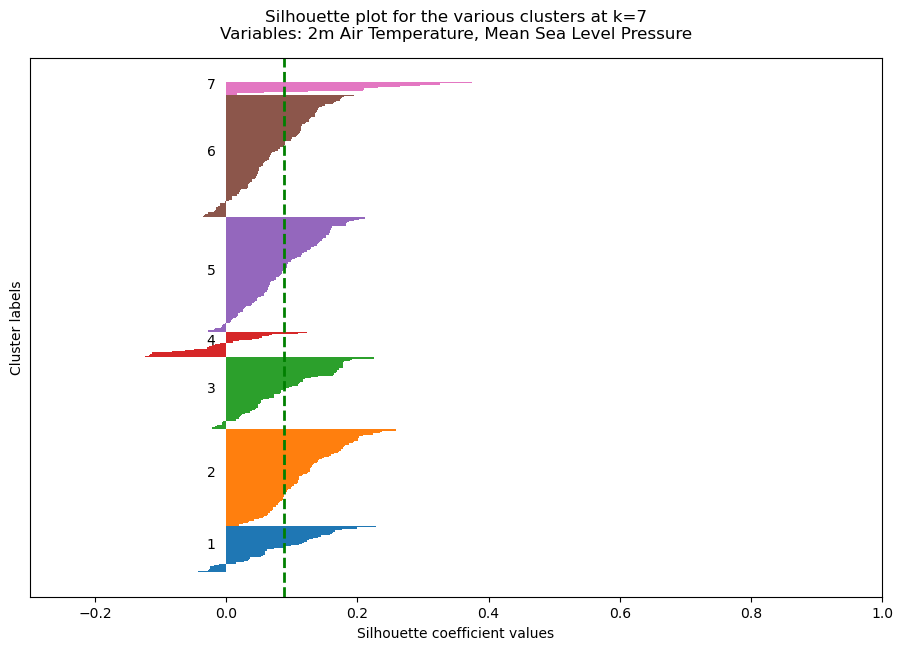 Silhouette plot for the various clusters at k=7
Variables: 2m Air Temperature, Mean Sea Level Pressure
7
6
5
4
3
2
1
Cluster labels
−0.2 0.0 0.2 0.4 0.6 0.8 1.0
Silhouette coefficient values